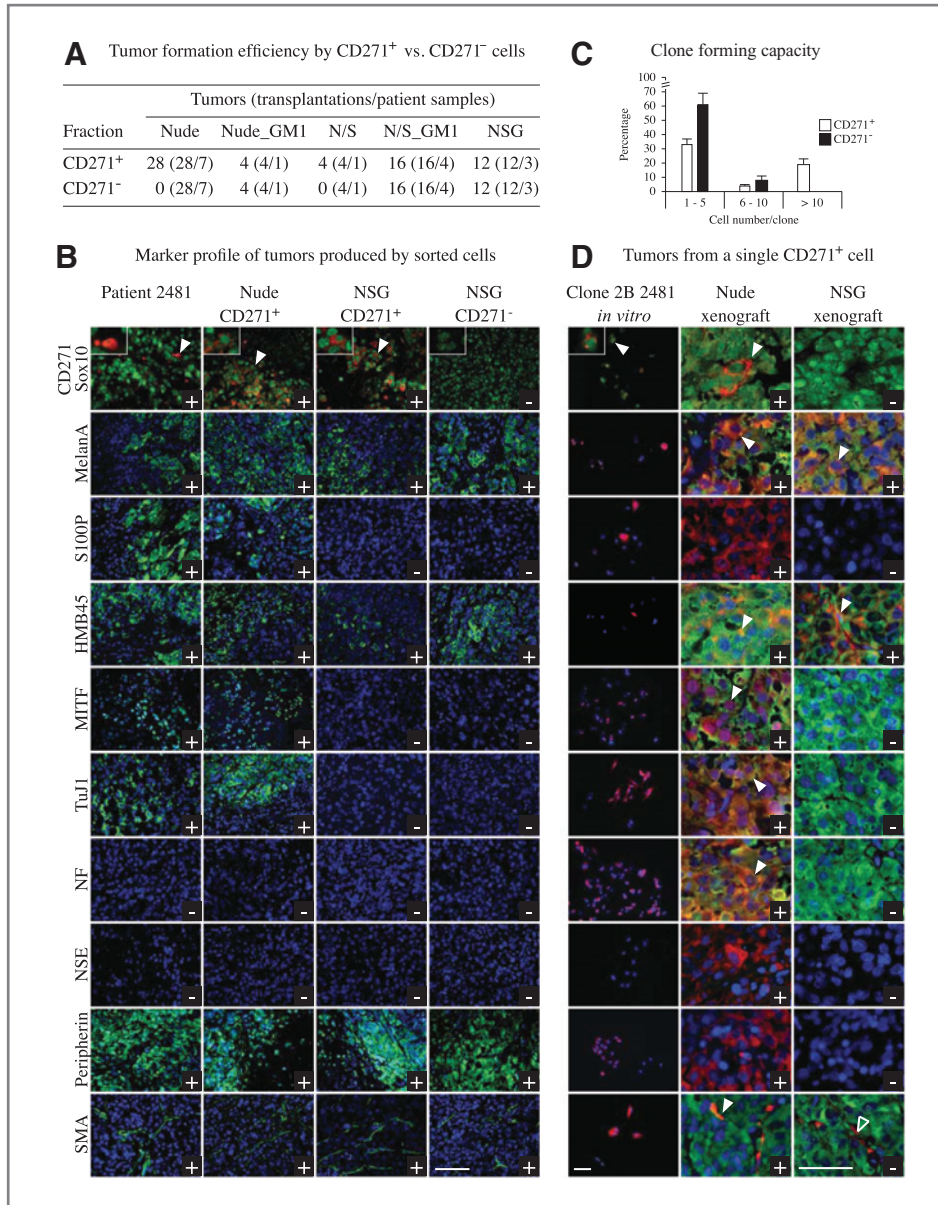 A Tumor formation efficiency by CD271+ vs. CD271- cells
Tumors (transplantations/patient samples)
Fraction Nude Nude_GM1 N/S N/S_GM1 NSG
CD271+ 28 (28/7) 4 (4/1) 4 (4/1) 16 (16/4) 12 (12/3)
CD271- 0 (28/7) 4 (4/1) 0 (4/1) 16 (16/4) 12 (12/3)
C Clone forming capacity
Percentage
100
70
60
50
40
30
20
10
0
1 - 5 6 - 10 > 10
Cell number/clone
CD271+
CD271-
B Marker profile of tumors produced by sorted cells
Patient 2481 Nude CD271+ NSG CD271+ NSG CD271-
CD271 Sox10 + + + -
MelanA + + + +
S100P + + - -
HMB45 + + + +
MITF + + - -
TuJ1 + + - -
NF - - - -
NSE - - - -
Peripherin + + + +
SMA + + + +
D Tumors from a single CD271+ cell
Clone 2B 2481 in vitro Nude xenograft NSG xenograft
+ -
+ +
+ -
+ +
+ -
+ -
+ -
+ -
+ -
+ -